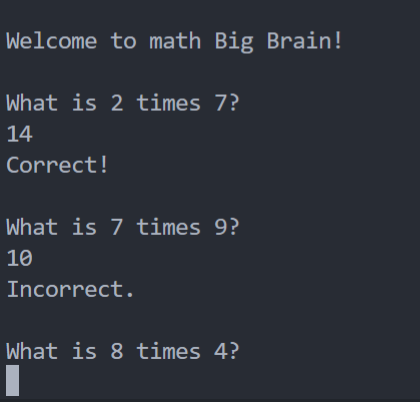 Welcome to math Big Brain!
What is 2 times 7?
14
Correct!
What is 7 times 9?
10
Incorrect.
What is 8 times 4?